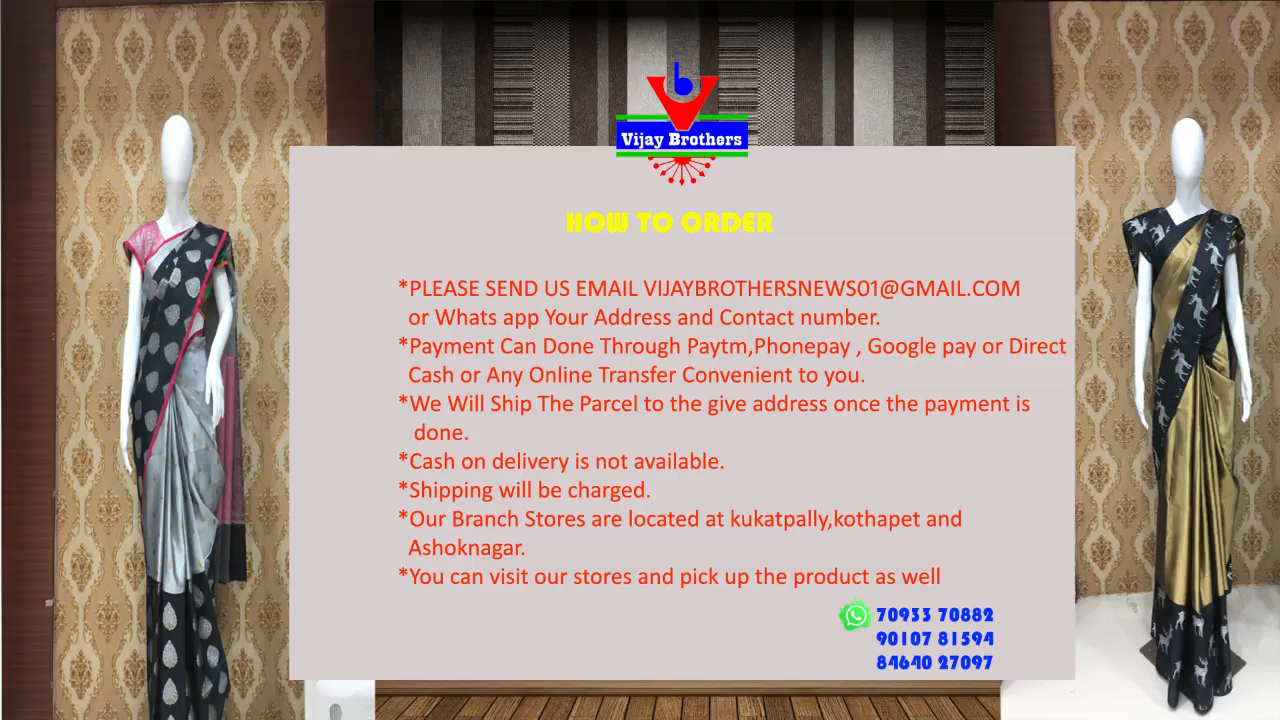 b
Vijay Brothers
HOW TO ORDER
*PLEASE SEND US EMAIL VIJAYBROTHERSNEWS01@GMAIL.COM
or Whats app Your Address and Contact number.
*Payment Can Done Through Paytm,Phonepay , Google pay or Direct
Cash or Any Online Transfer Convenient to you.
*We Will Ship The Parcel to the give address once the payment is
done.
*Cash on delivery is not available.
*Shipping will be charged.
*Our Branch Stores are located at kukatpally,kothapet and
Ashoknagar.
*You can visit our stores and pick up the product as well
70933 70882
90107 81594
84640 27097